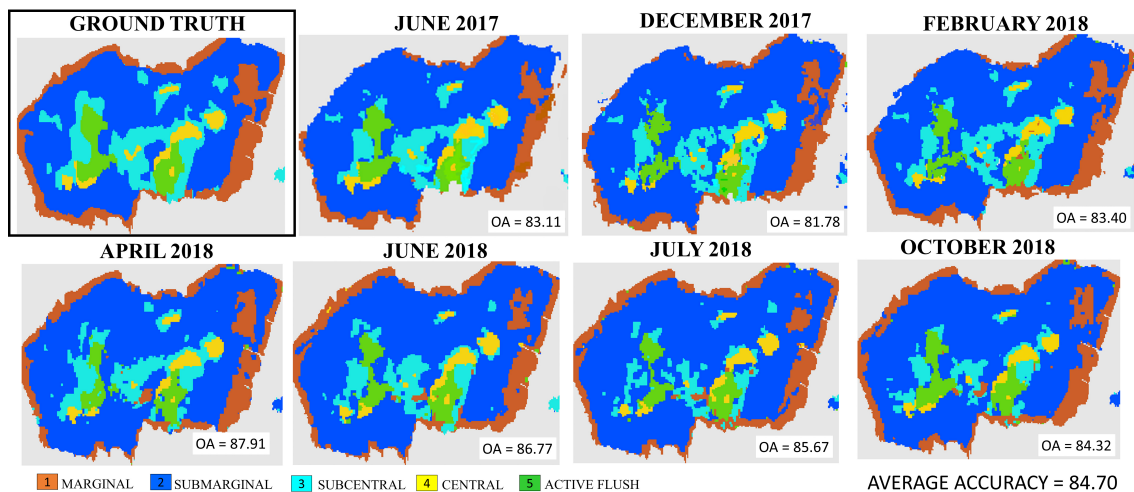 GROUND TRUTH
JUNE 2017
DECEMBER 2017
FEBRUARY 2018
OA = 83.11
OA = 81.78
OA = 83.40
APRIL 2018
JUNE 2018
JULY 2018
OCTOBER 2018
OA = 87.91
OA = 86.77
OA = 85.67
OA = 84.32
1 MARGINAL
2 SUBMARGINAL
3 SUBCENTRAL
4 CENTRAL
5 ACTIVE FLUSH
AVERAGE ACCURACY = 84.70